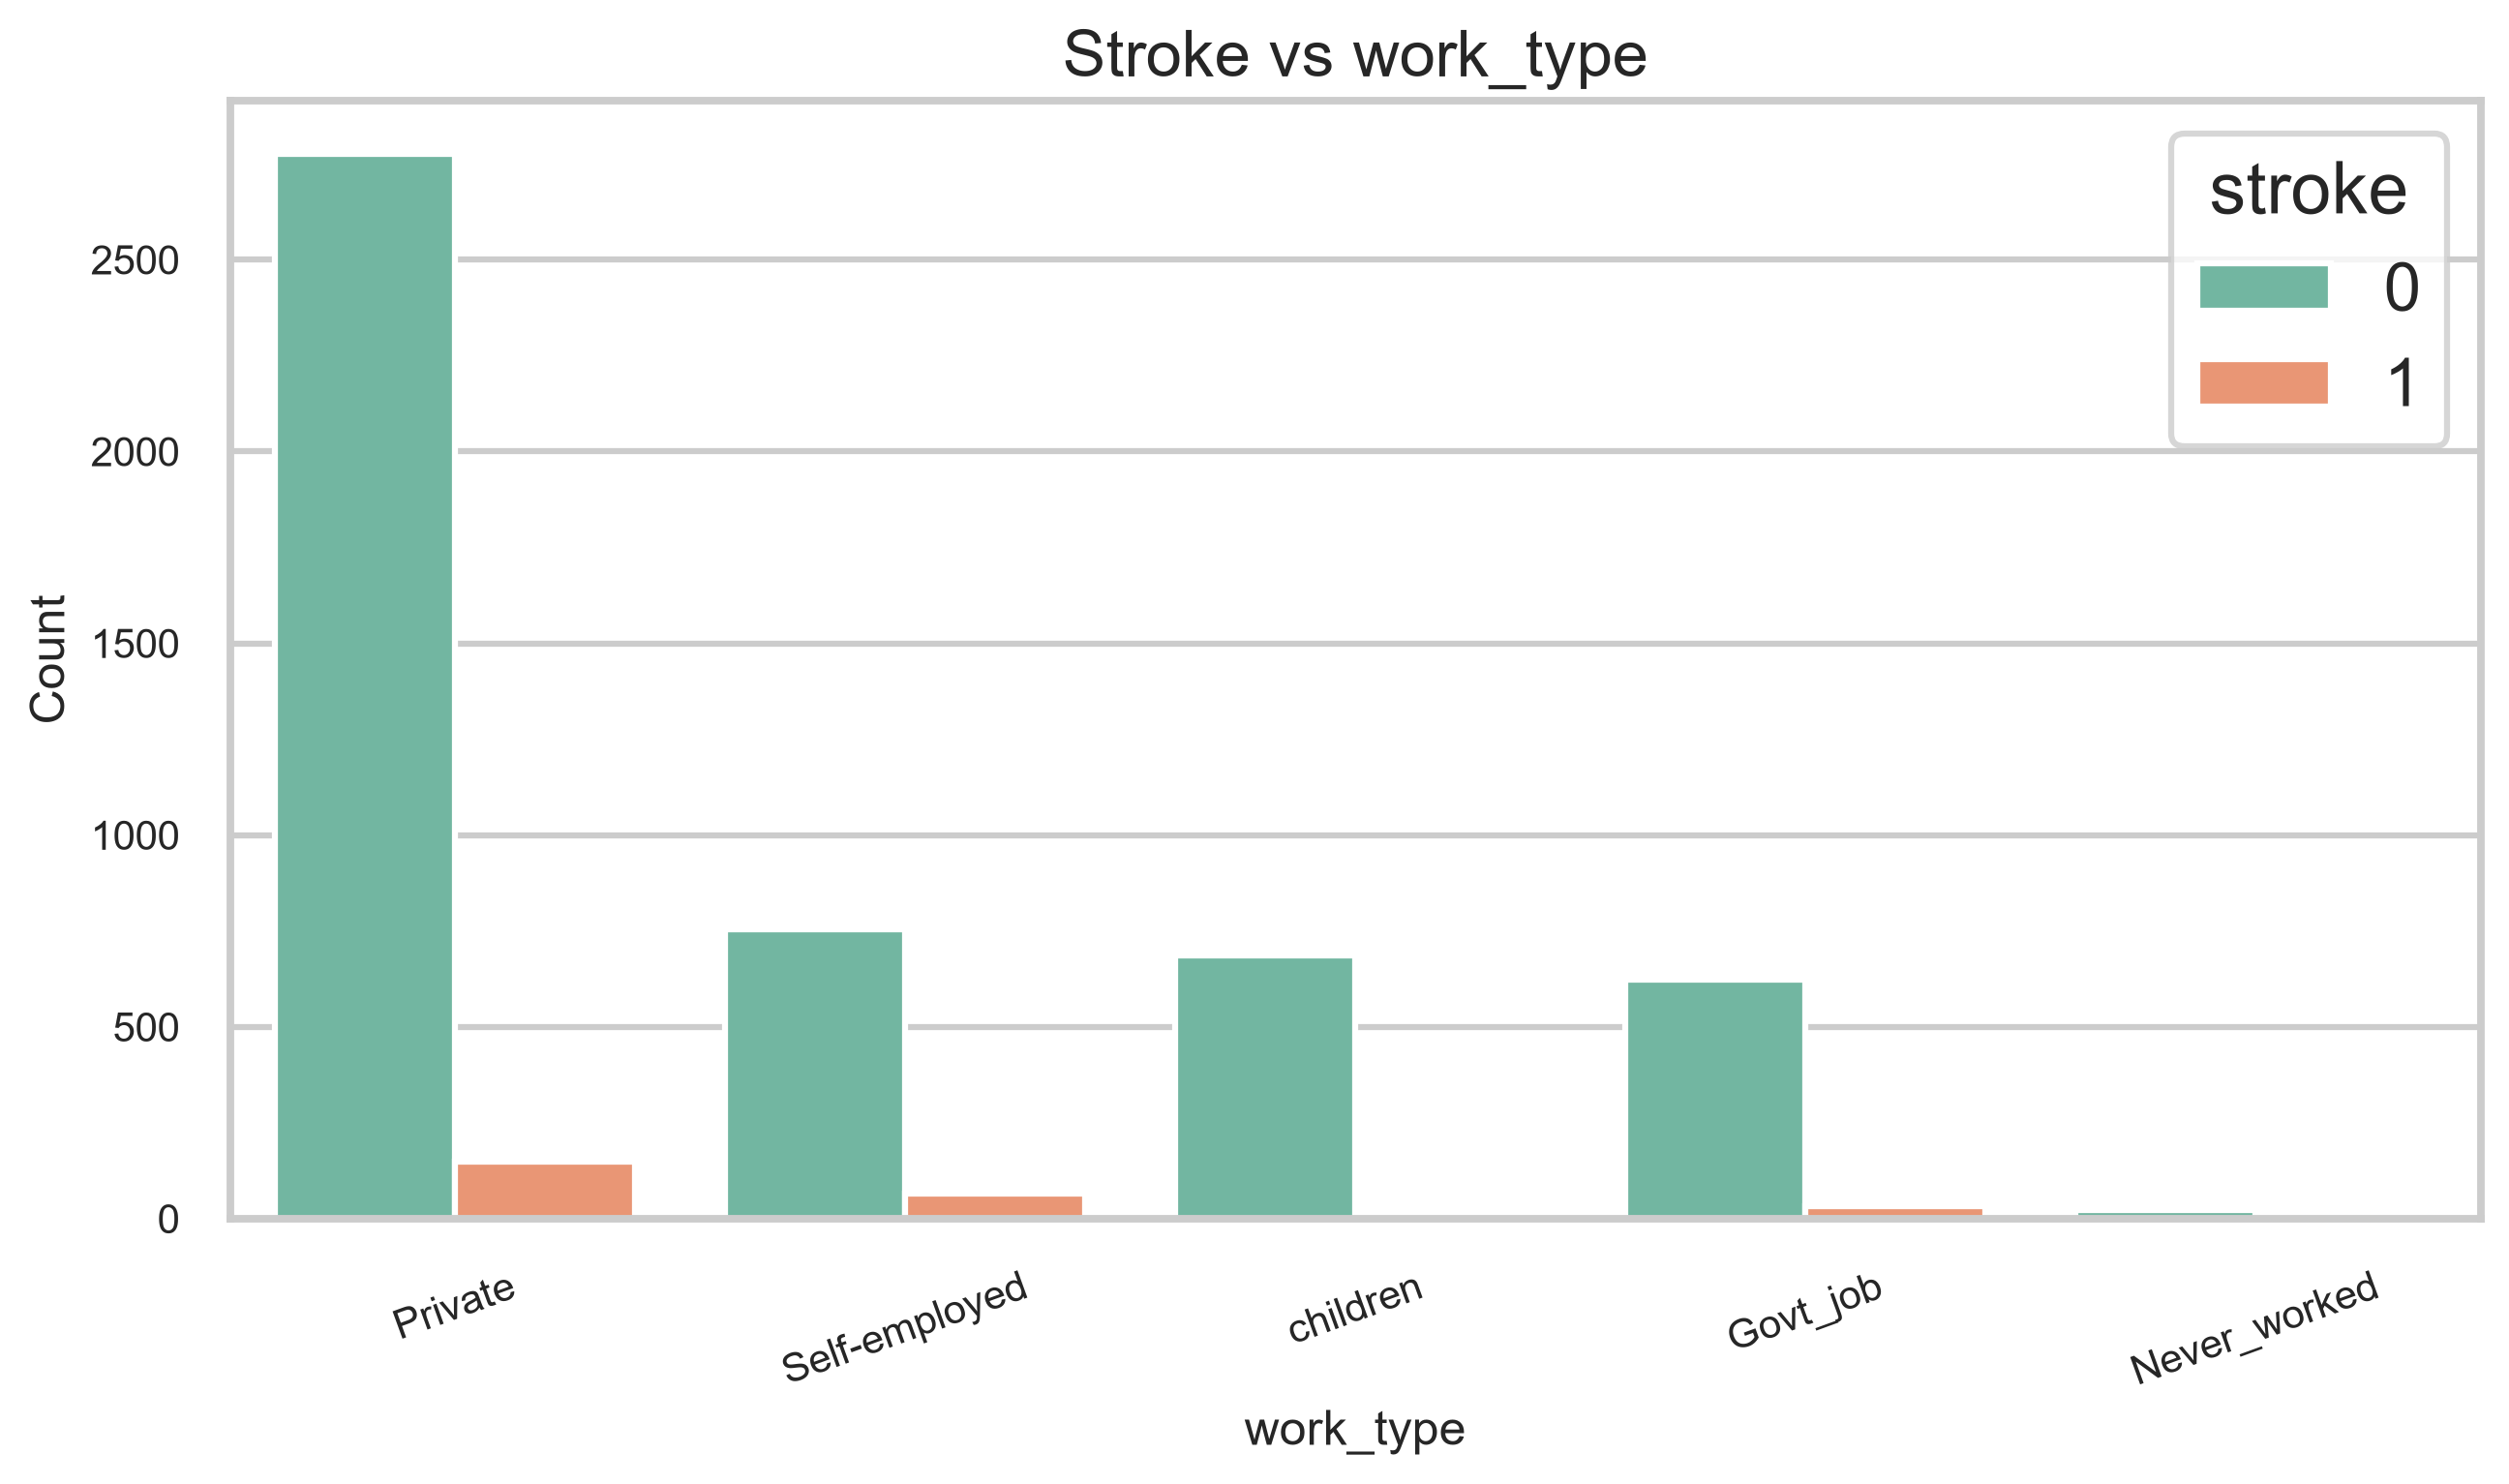 Stroke vs work_type
stroke
0
1
Count
2500
2000
1500
1000
500
0
Private
Self-employed
children
Govt_job
Never_worked
work_type